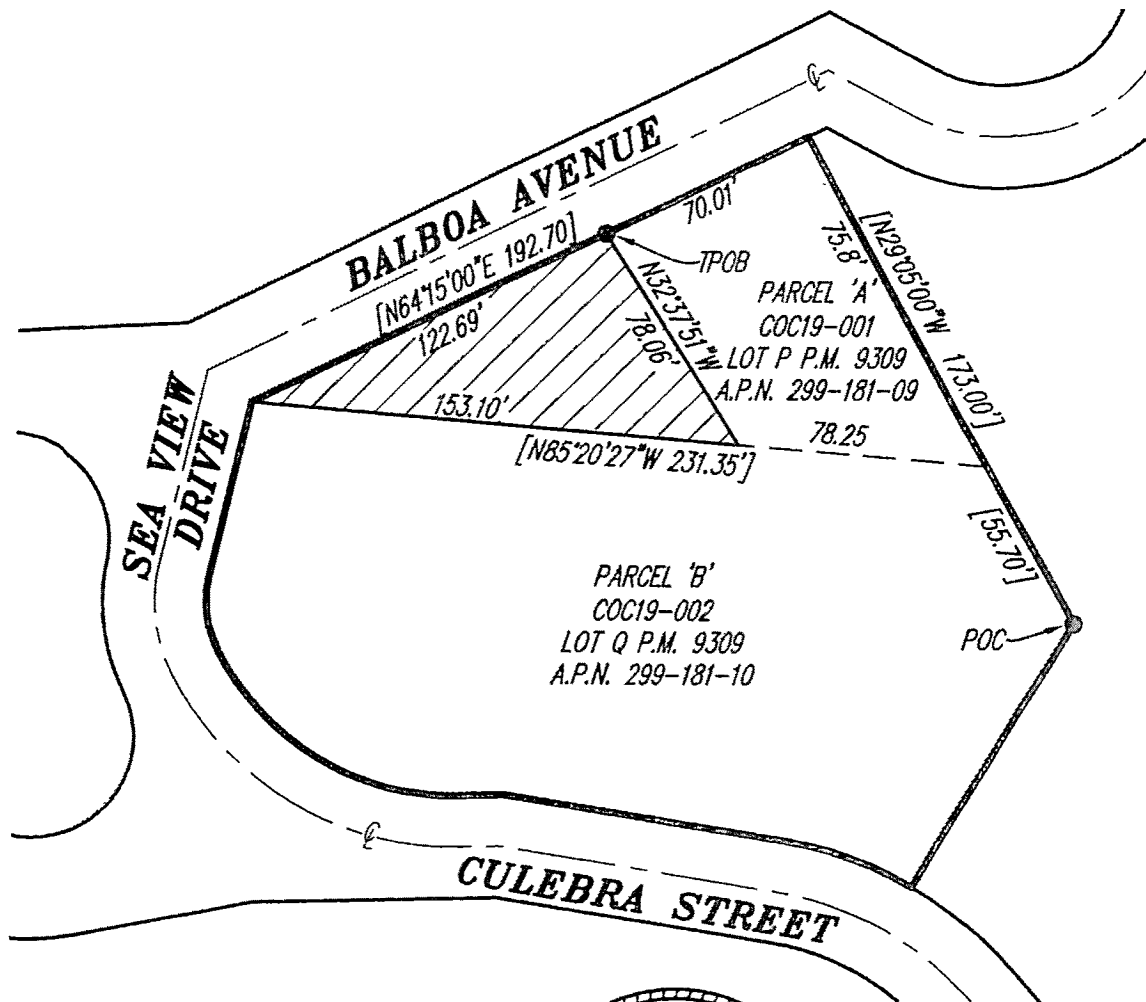 ℄
BALBOA AVENUE
70.01'
[N64°15'00"E 192.70]
122.69'
TPOB
N32°37'51"W
78.06'
75.8'
[N29°05'00"W 173.00']
PARCEL 'A'
COC19-001
LOT P P.M. 9309
A.P.N. 299-181-09
153.10'
78.25
[N85°20'27"W 231.35']
SEA VIEW
DRIVE
[55.70']
PARCEL 'B'
COC19-002
LOT Q P.M. 9309
A.P.N. 299-181-10
POC
℄
CULEBRA STREET